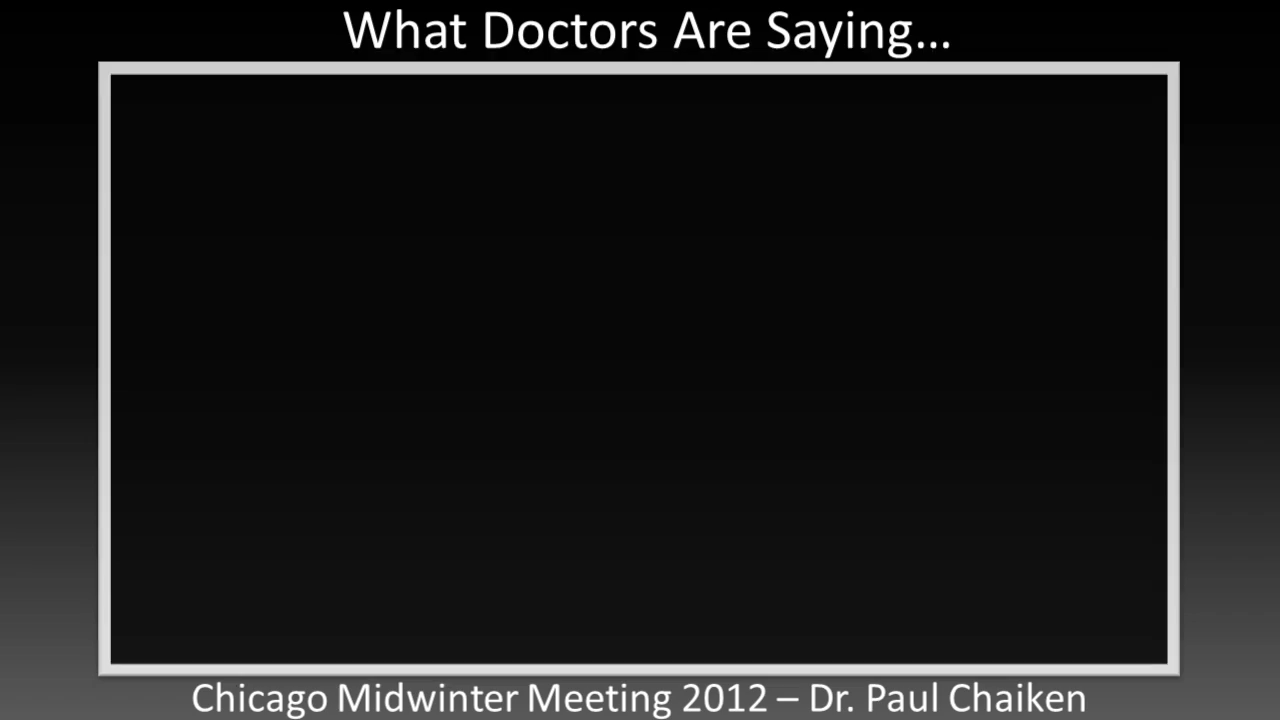 What Doctors Are Saying...
Chicago Midwinter Meeting 2012 – Dr. Paul Chaiken